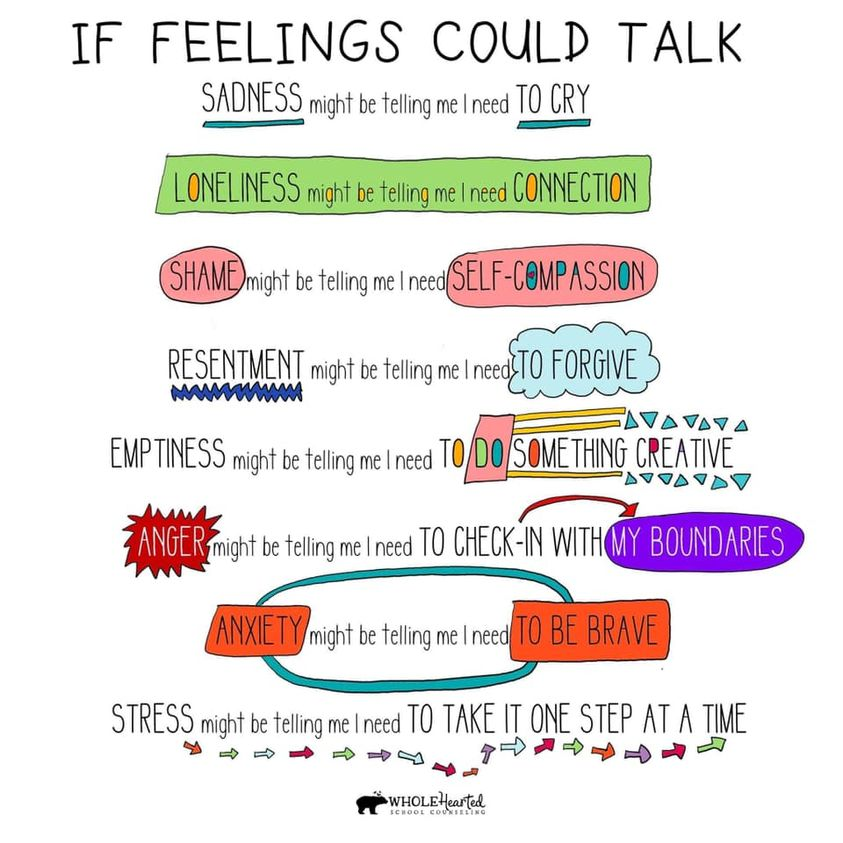 IF FEELINGS COULD TALK
SADNESS might be telling me I need TO CRY
LONELINESS might be telling me I need CONNECTION
SHAME might be telling me I need SELF-COMPASSION
RESENTMENT might be telling me I need TO FORGIVE
EMPTINESS might be telling me I need TO DO SOMETHING CREATIVE
ANGER might be telling me I need TO CHECK-IN WITH MY BOUNDARIES
ANXIETY might be telling me I need TO BE BRAVE
STRESS might be telling me I need TO TAKE IT ONE STEP AT A TIME
WHOLEHearted
SCHOOL COUNSELING